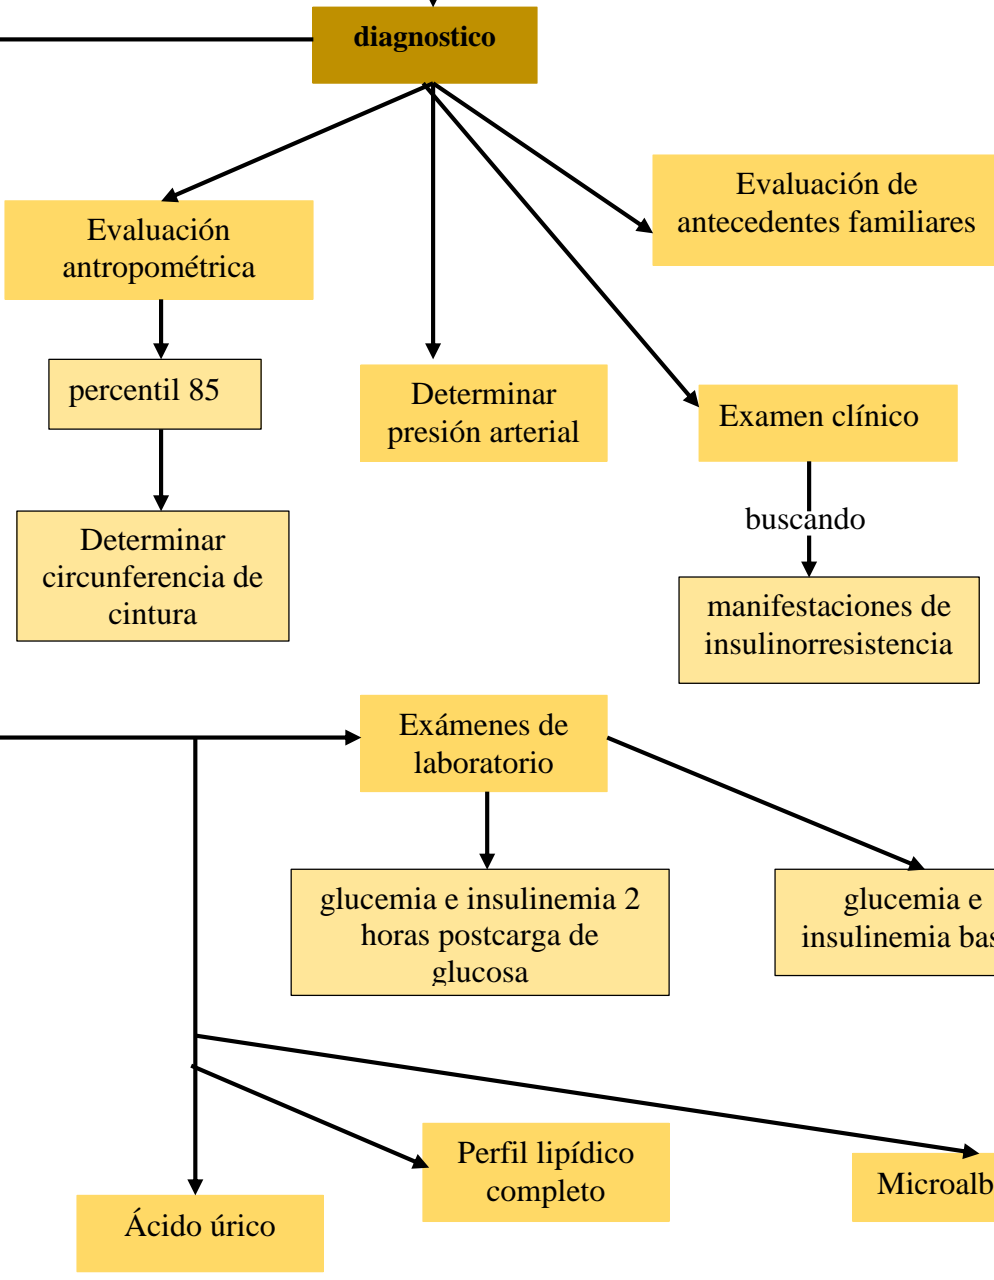 diagnostico
Evaluación de
antecedentes familiares
Evaluación
antropométrica
percentil 85
Determinar
presión arterial
Examen clínico
buscando
Determinar
circunferencia de
cintura
manifestaciones de
insulinorresistencia
Exámenes de
laboratorio
glucemia e insulinemia 2
horas postcarga de
glucosa
glucemia e
insulinemia
Perfil lipídico
completo
Ácido úrico